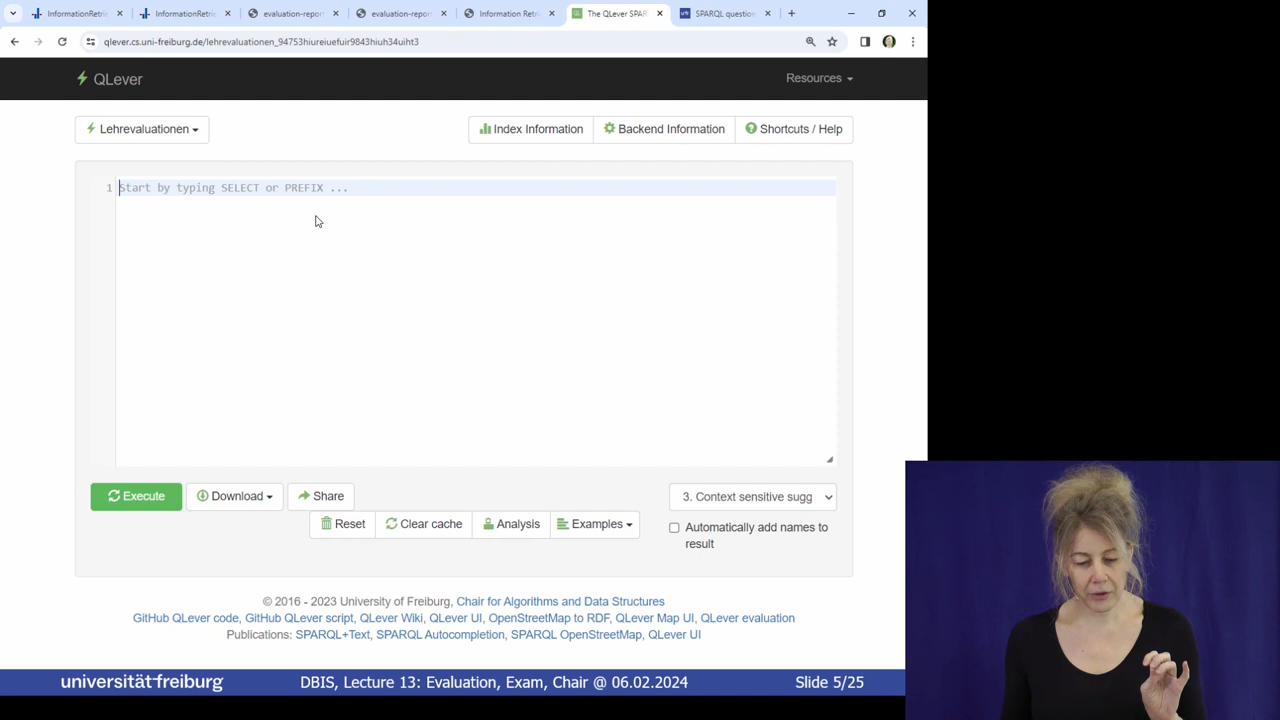 InformationRetrie
InformationRetrie
evaluation-repor
evaluation-repor
Information Retri
The QLever SPAR
SPARQL question
qlever.cs.uni-freiburg.de/lehrevaluationen_94753hiureiuefuir9843hiuh34uiht3
QLever
Resources
Lehrevaluationen
Index Information
Backend Information
Shortcuts / Help
1
Start by typing SELECT or PREFIX ...
Execute
Download
Share
3. Context sensitive sugg
Reset
Clear cache
Analysis
Examples
Automatically add names to
result
© 2016 - 2023 University of Freiburg, Chair for Algorithms and Data Structures
GitHub QLever code, GitHub QLever script, QLever Wiki, QLever UI, OpenStreetMap to RDF, QLever Map UI, QLever evaluation
Publications: SPARQL+Text, SPARQL Autocompletion, SPARQL OpenStreetMap, QLever UI
universität freiburg
DBIS, Lecture 13: Evaluation, Exam, Chair @ 06.02.2024
Slide 5/25